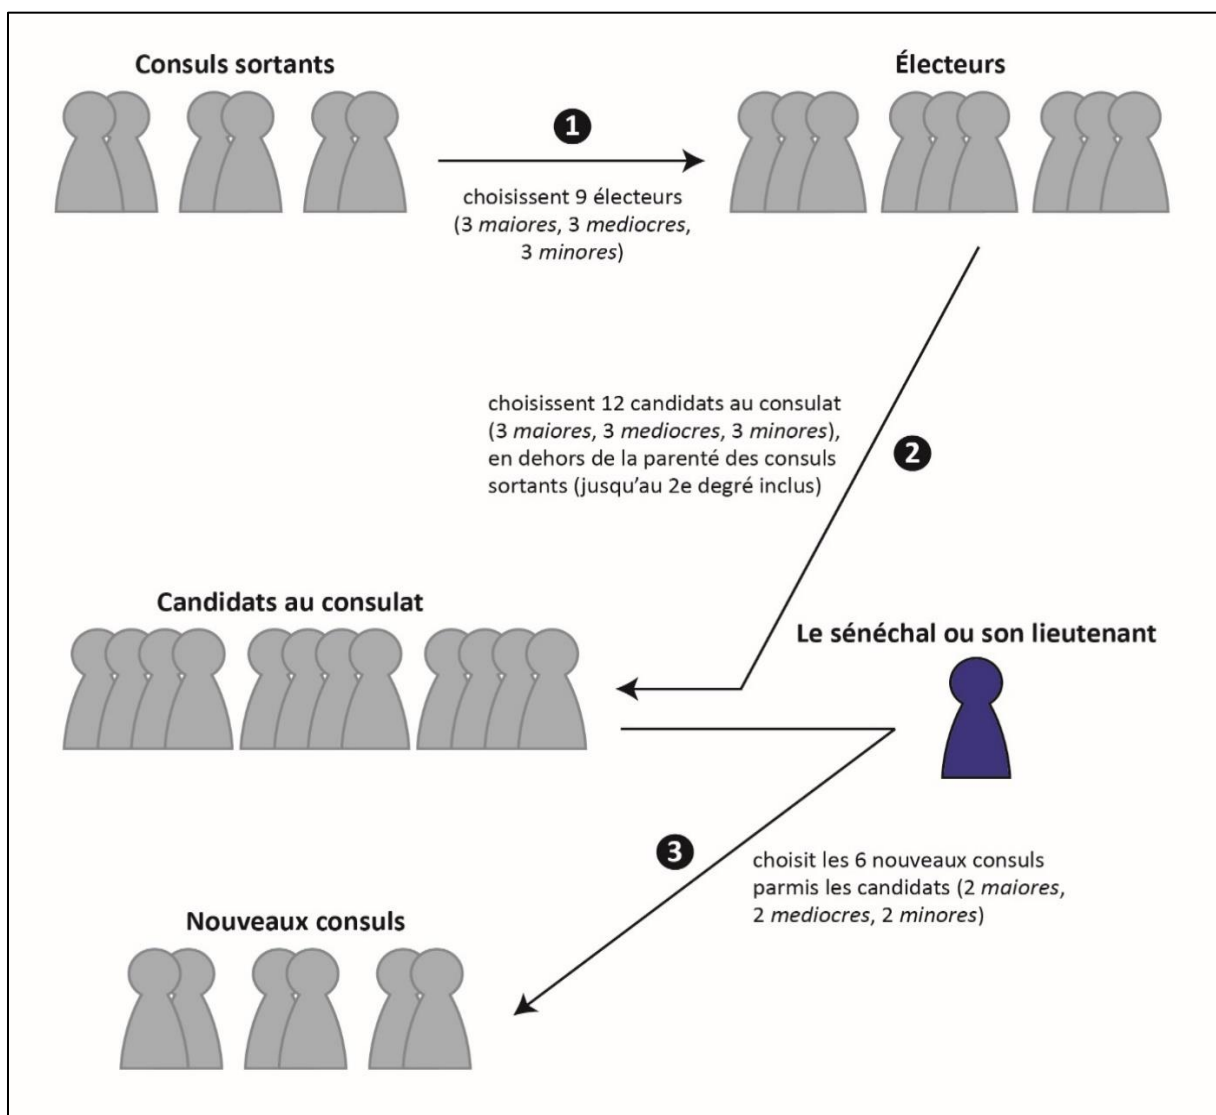 Consuls sortants
Électeurs
1
choisissent 9 électeurs
(3 maiores, 3 mediocres,
3 minores)
choisissent 12 candidats au consulat
(3 maiores, 3 mediocres, 3 minores),
en dehors de la parenté des consuls
sortants (jusqu'au 2e degré inclus)
2
Candidats au consulat
Le sénéchal ou son lieutenant
3
choisit les 6 nouveaux consuls
parmis les candidats (2 maiores,
2 mediocres, 2 minores)
Nouveaux consuls